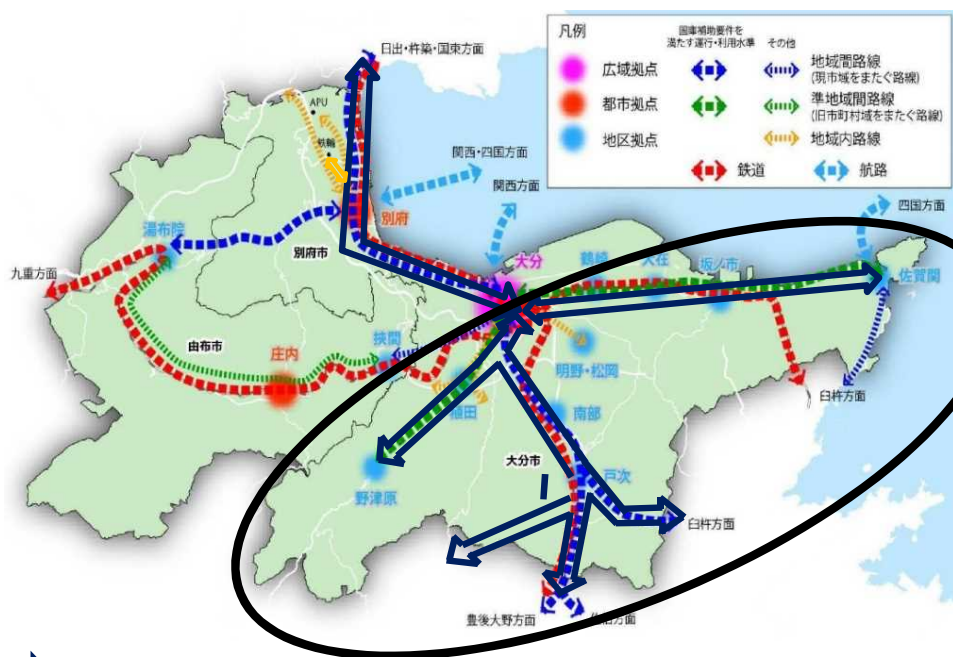 日出・杵築・国東方面
凡例
国庫補助要件を
満たす運行・利用水準
その他
広域拠点
地域間路線
(現市域をまたぐ路線)
都市拠点
準地域間路線
(旧市町村域をまたぐ路線)
地区拠点
地域内路線
鉄道
航路
APU
鉄輪
関西・四国方面
関西方面
四国方面
別府
湯布院
別府市
大分
鶴崎
大在
坂ノ市
佐賀関
九重方面
由布市
庄内
挾間
明野・松岡
臼杵方面
稙田
南部
大分市
戸次
野津原
臼杵方面
豊後大野方面